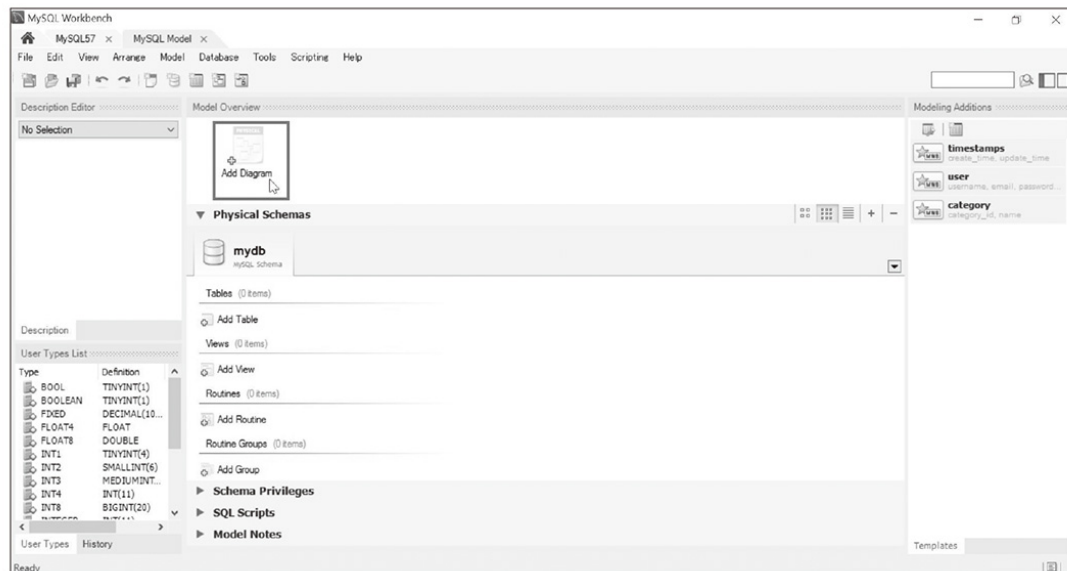 MySQL Workbench
MySQL57 × MySQL Model ×
File Edit View Arrange Model Database Tools Scripting Help
Description Editor
No Selection
Description
User Types List
Type Definition
BOOL TINYINT(1)
BOOLEAN TINYINT(1)
FIXED DECIMAL(10...
FLOAT4 FLOAT
FLOAT8 DOUBLE
INT1 TINYINT(4)
INT2 SMALLINT(6)
INT3 MEDIUMINT...
INT4 INT(11)
INT8 BIGINT(20)
INTEGER INT(11)
User Types History
Model Overview
Add Diagram
Physical Schemas
mydb
MySQL Schema
Tables (0 items)
Add Table
Views (0 items)
Add View
Routines (0 items)
Add Routine
Routine Groups (0 items)
Add Group
Schema Privileges
SQL Scripts
Model Notes
Modeling Additions
timestamps
create_time, update_time
user
username, email, password...
category
category_id, name
Templates
Ready